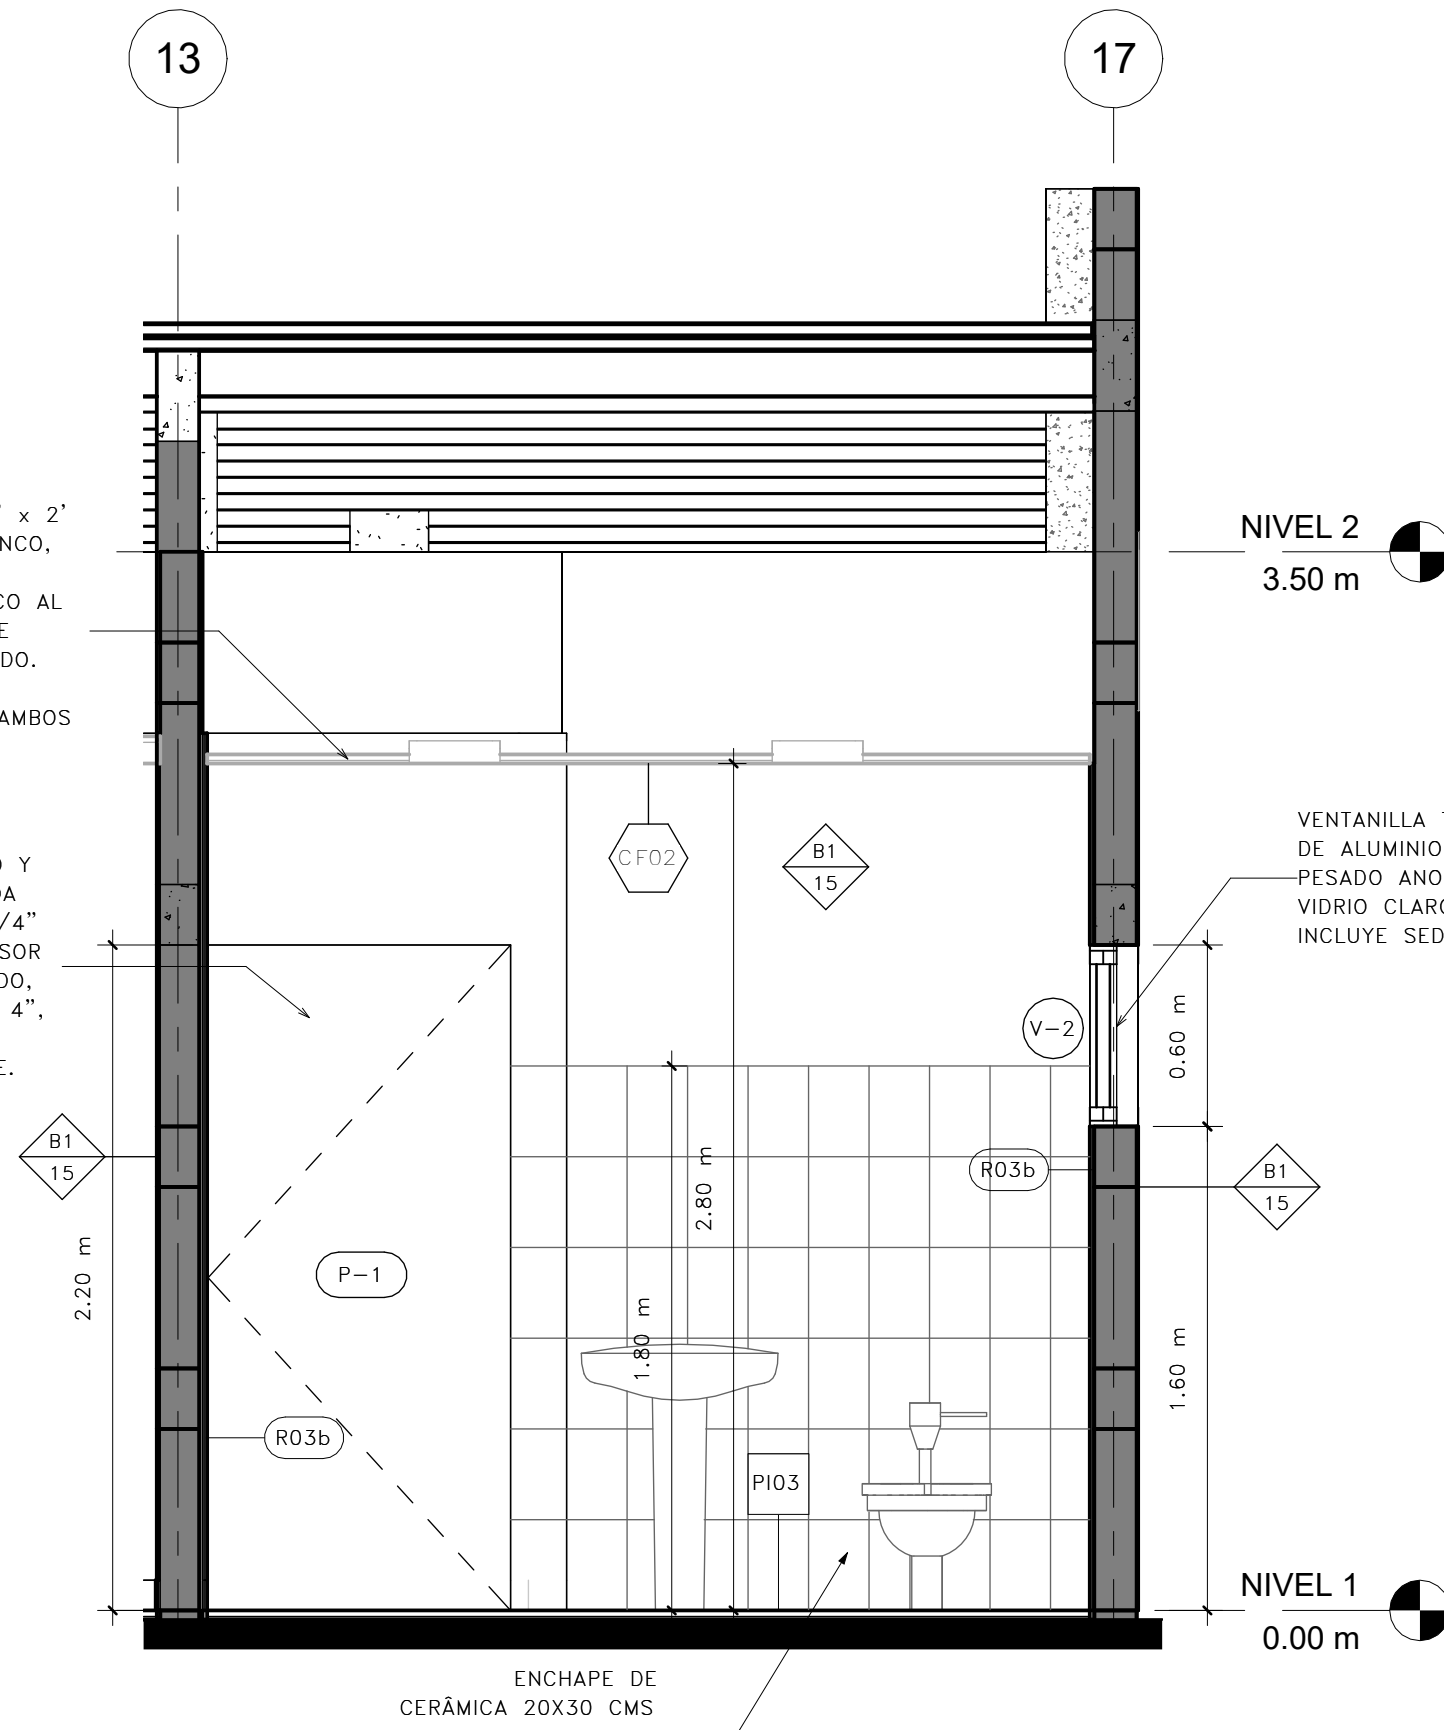 13
17
x 2'
NCO,
CO AL
E
DO.
AMBOS
NIVEL 2
3.50 m
CF02
B1
15
VENTANILLA
DE ALUMINIO
PESADO ANO
VIDRIO CLARO
INCLUYE SED
Y
DA
/4"
SOR
DO,
4",
E.
V-2
0.60 m
B1
15
2.20 m
P-1
R03b
2.80 m
1.80 m
R03b
PI03
B1
15
1.60 m
NIVEL 1
0.00 m
ENCHAPE DE
CERÂMICA 20X30 CMS